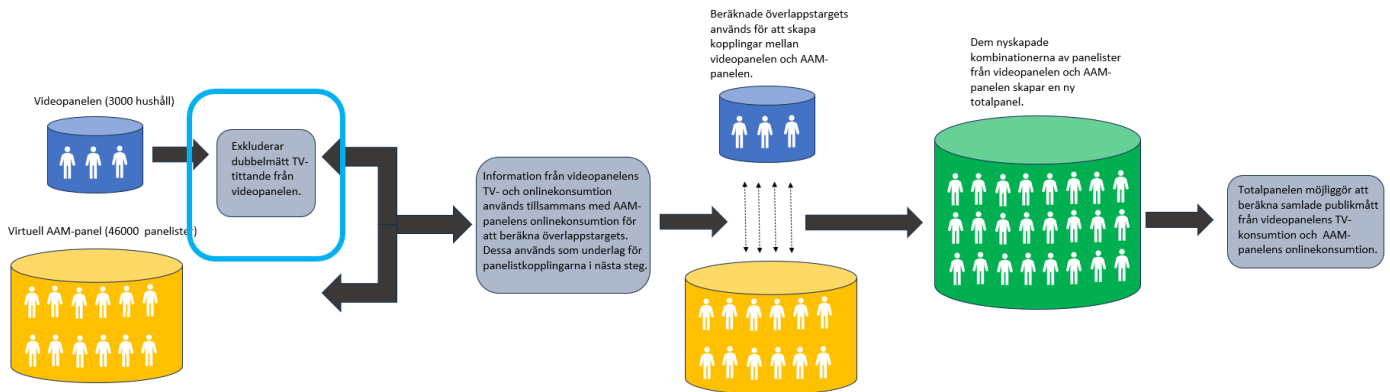 Videopanelen (3000 hushåll)
Exkluderar
dubbelmätt TV-
tittande från
videopanelen.
Virtuell AAM-panel (46000 panelister)
Information från videopanelens
TV- och onlinekonsumtion
används tillsammans med AAM-
panelens onlinekonsumtion för
att beräkna överlappstargets.
Dessa används som underlag för
panelistkopplingarna i nästa steg.
Beräknade överlappstargets
används för att skapa
kopplingar mellan
videopanelen och AAM-
panelen.
Dem nyskapade
kombinationerna av panelister
från videopanelen och AAM-
panelen skapar en ny
totalpanel.
Totalpanelen möjliggör att
beräkna samlade publikmått
från videopanelens TV-
konsumtion och AAM-
panelens onlinekonsumtion.